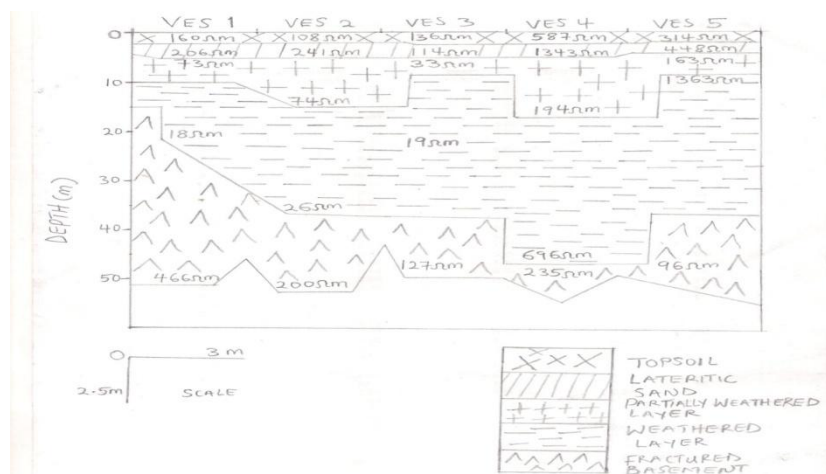 VES 1 VES 2 VES 3 VES 4 VES 5
0 160Ωm 108Ωm 136Ωm 587Ωm 314Ωm
206Ωm 241Ωm 114Ωm 1343Ωm 448Ωm
73Ωm 33Ωm 163Ωm
10 1363Ωm
74Ωm 194Ωm
20 18Ωm 19Ωm
30
DEPTH (m)
26Ωm
40
696Ωm
466Ωm 127Ωm 235Ωm 96Ωm
50 200Ωm
0 3m
2.5m SCALE
TOPSOIL
LATERITIC
SAND
PARTIALLY WEATHERED
LAYER
WEATHERED
LAYER
FRACTURED
BASEMENT